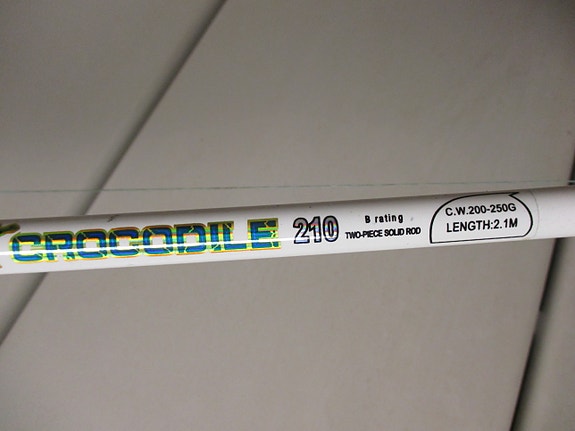 CROCODILE 210
B rating
TWO-PIECE SOLID ROD
C.W.200-250G
LENGTH:2.1M